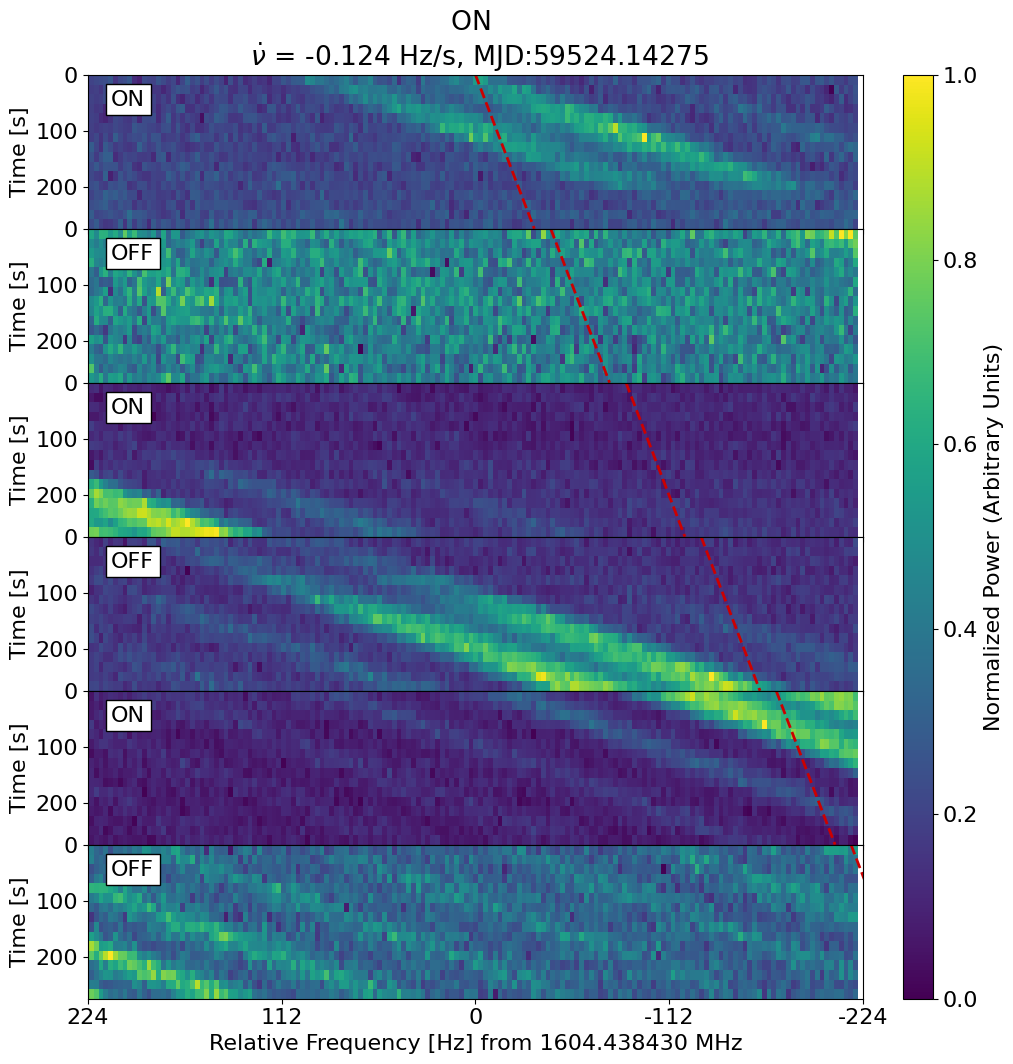 ON
ν̇ = -0.124 Hz/s, MJD:59524.14275
0
ON
100
200
Time [s]
0
OFF
100
200
Time [s]
0
ON
100
200
Time [s]
0
OFF
100
200
Time [s]
0
ON
100
200
Time [s]
0
OFF
100
200
Time [s]
224 112 0 -112 -224
Relative Frequency [Hz] from 1604.438430 MHz
1.0
0.8
0.6
0.4
0.2
0.0
Normalized Power (Arbitrary Units)